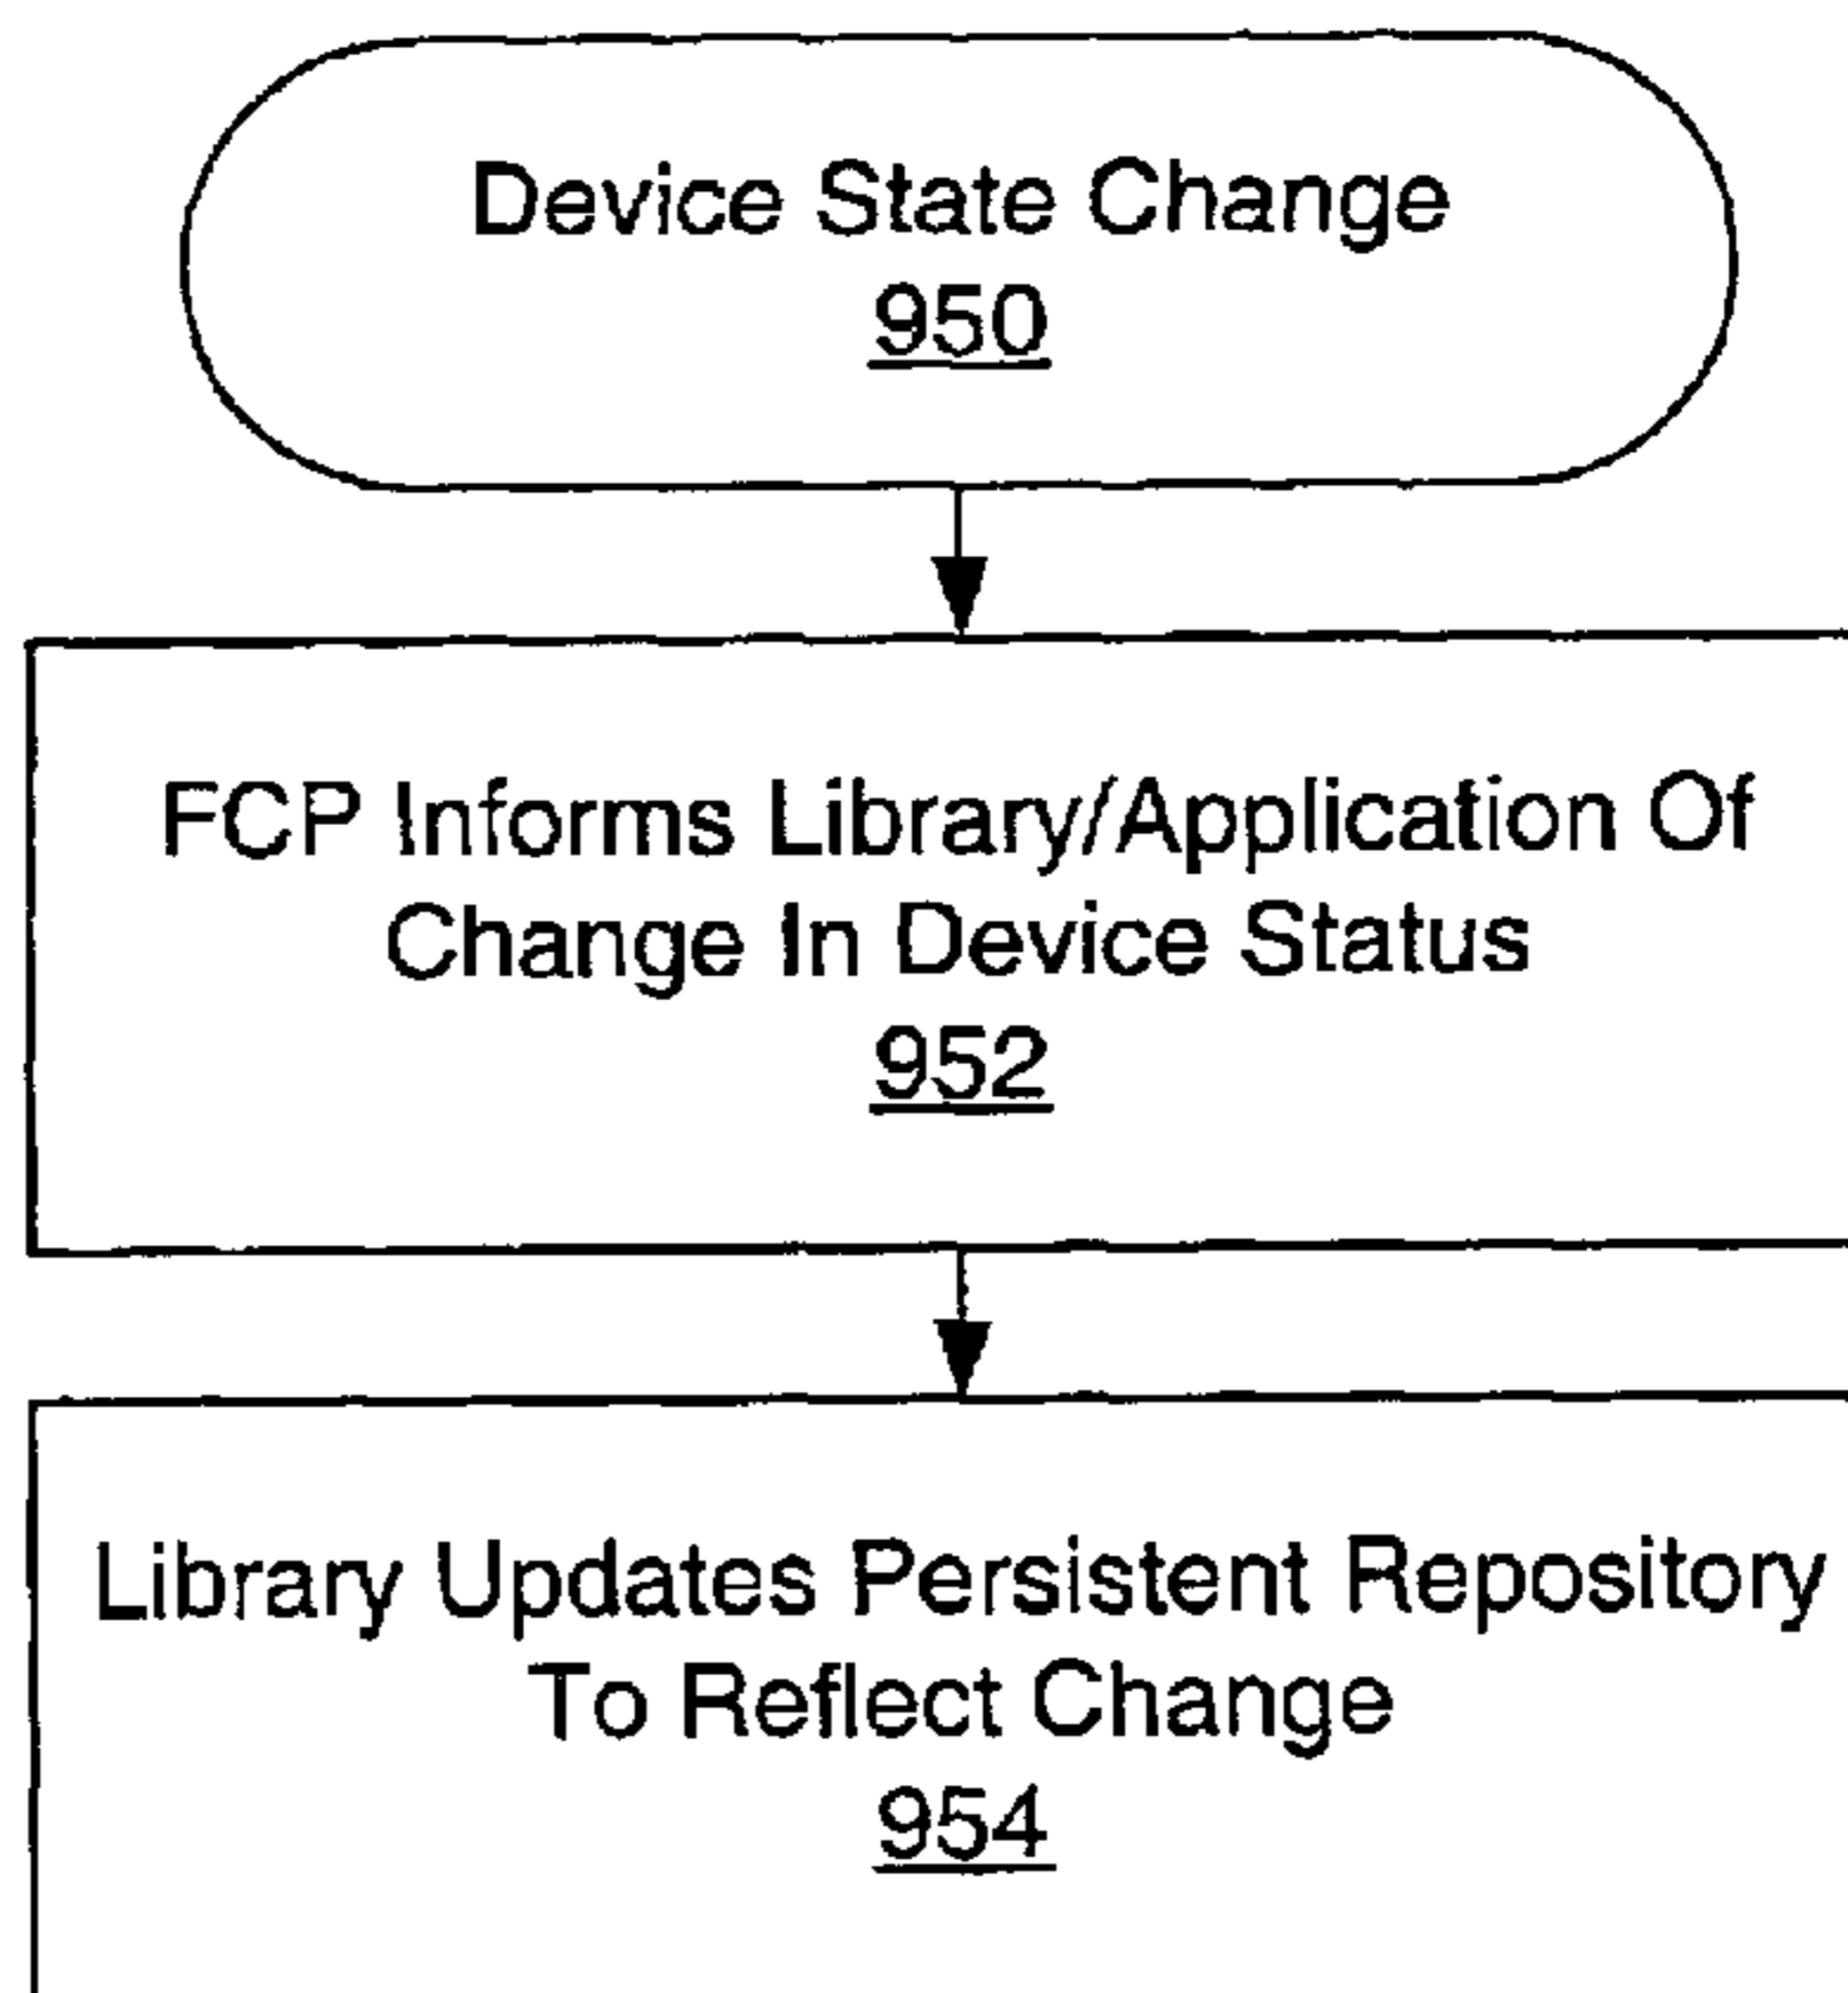 Device State Change
950
FCP Informs Library/Application Of
Change In Device Status
952
Library Updates Persistent Repository
To Reflect Change
954